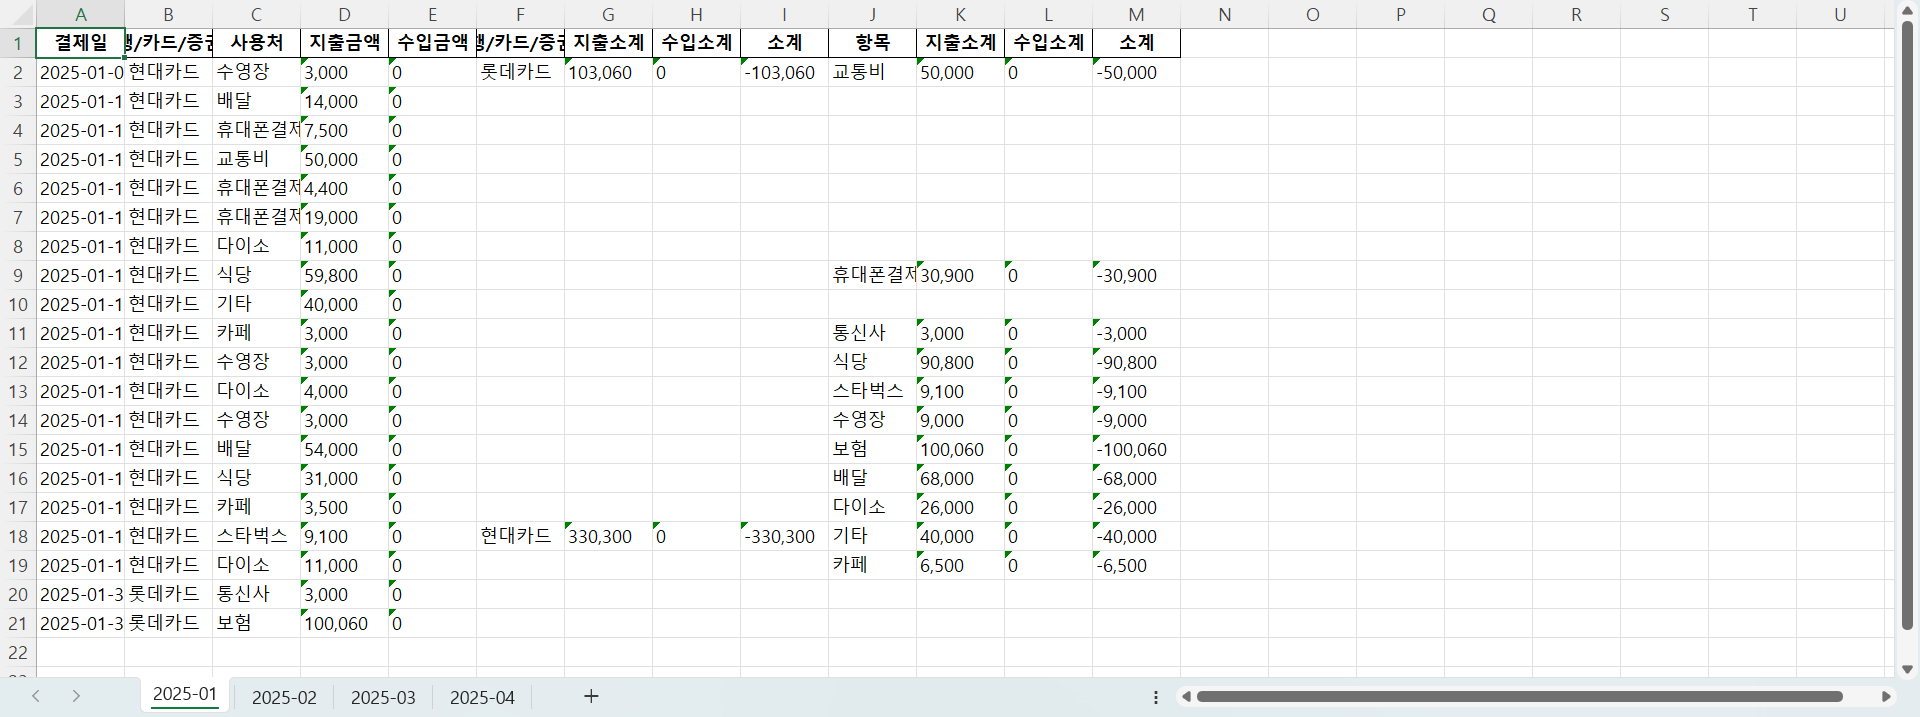 A B C D E F G H I J K L M N O P Q R S T U
1 결제일 /카드/증 사용처 지출금액 수입금액 /카드/증 지출소계 수입소계 소계 항목 지출소계 수입소계 소계
2 2025-01-0 현대카드 수영장 3,000 0 롯데카드 103,060 0 -103,060 교통비 50,000 0 -50,000
3 2025-01-1 현대카드 배달 14,000 0
4 2025-01-1 현대카드 휴대폰결제 7,500 0
5 2025-01-1 현대카드 교통비 50,000 0
6 2025-01-1 현대카드 휴대폰결제 4,400 0
7 2025-01-1 현대카드 휴대폰결제 19,000 0
8 2025-01-1 현대카드 다이소 11,000 0
9 2025-01-1 현대카드 식당 59,800 0 휴대폰결제 30,900 0 -30,900
10 2025-01-1 현대카드 기타 40,000 0
11 2025-01-1 현대카드 카페 3,000 0 통신사 3,000 0 -3,000
12 2025-01-1 현대카드 수영장 3,000 0 식당 90,800 0 -90,800
13 2025-01-1 현대카드 다이소 4,000 0 스타벅스 9,100 0 -9,100
14 2025-01-1 현대카드 수영장 3,000 0 수영장 9,000 0 -9,000
15 2025-01-1 현대카드 배달 54,000 0 보험 100,060 0 -100,060
16 2025-01-1 현대카드 식당 31,000 0 배달 68,000 0 -68,000
17 2025-01-1 현대카드 카페 3,500 0 다이소 26,000 0 -26,000
18 2025-01-1 현대카드 스타벅스 9,100 0 현대카드 330,300 0 -330,300 기타 40,000 0 -40,000
19 2025-01-1 현대카드 다이소 11,000 0 카페 6,500 0 -6,500
20 2025-01-3 롯데카드 통신사 3,000 0
21 2025-01-3 롯데카드 보험 100,060 0
22
2025-01 2025-02 2025-03 2025-04 +